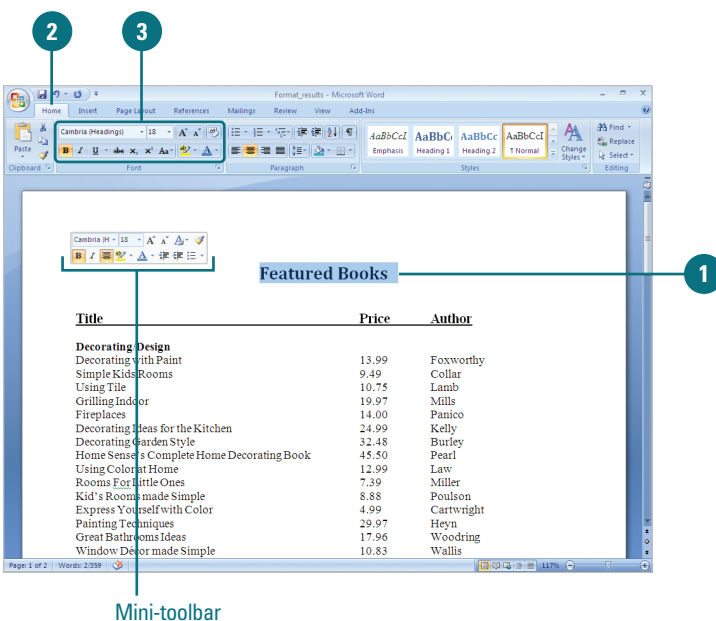 2 3
Format_results - Microsoft Word
Home Insert Page Layout References Mailings Review View Add-Ins
Cambria (Headings) 18 A A Find
Paste B I U abe x, x' Aa A AaBbCcI AaBbC AaBbCc AaBbCcI A Replace
Emphasis Heading 1 Heading 2 ¶ Normal Change Styles Select
Clipboard Font Paragraph Styles Editing
Cambria (H 18 A A A
B I A
Featured Books 1
Title Price Author
Decorating/Design
Decorating with Paint 13.99 Foxworthy
Simple Kids Rooms 9.49 Collar
Using Tile 10.75 Lamb
Grilling Indoor 19.97 Mills
Fireplaces 14.00 Panico
Decorating Ideas for the Kitchen 24.99 Kelly
Decorating Garden Style 32.48 Burley
Home Sense's Complete Home Decorating Book 45.50 Pearl
Using Color at Home 12.99 Law
Rooms For Little Ones 7.39 Miller
Kid's Rooms made Simple 8.88 Poulson
Express Yourself with Color 4.99 Cartwright
Painting Techniques 29.97 Heyn
Great Bathrooms Ideas 17.96 Woodring
Window Décor made Simple 10.83 Wallis
Page: 1 of 2 Words: 2/359 117%
Mini-toolbar